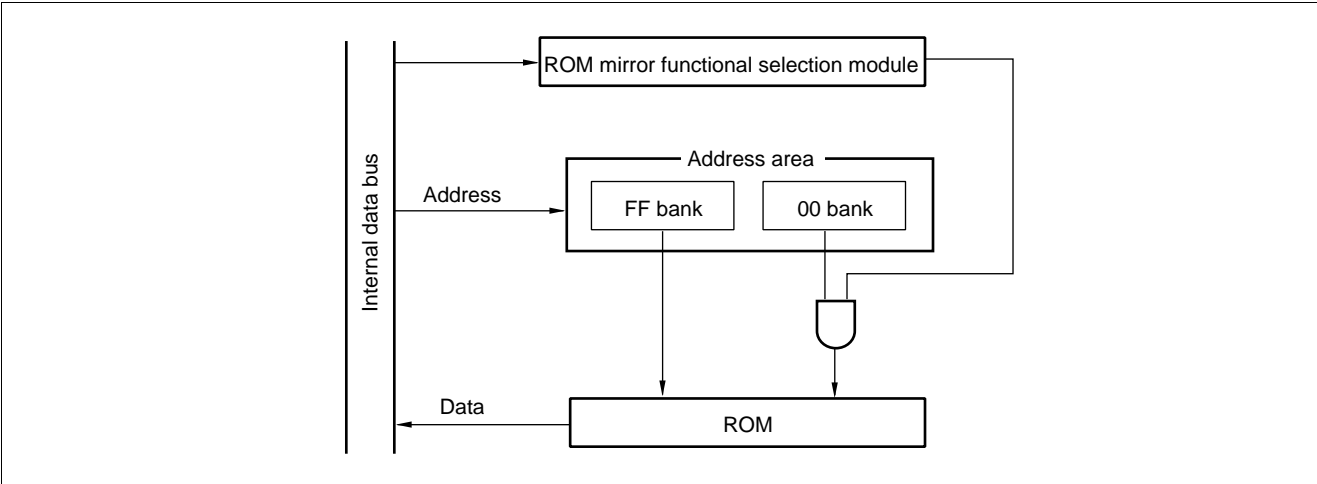 ROM mirror functional selection module
Internal data bus
Address area
Address
FF bank
00 bank
Data
ROM